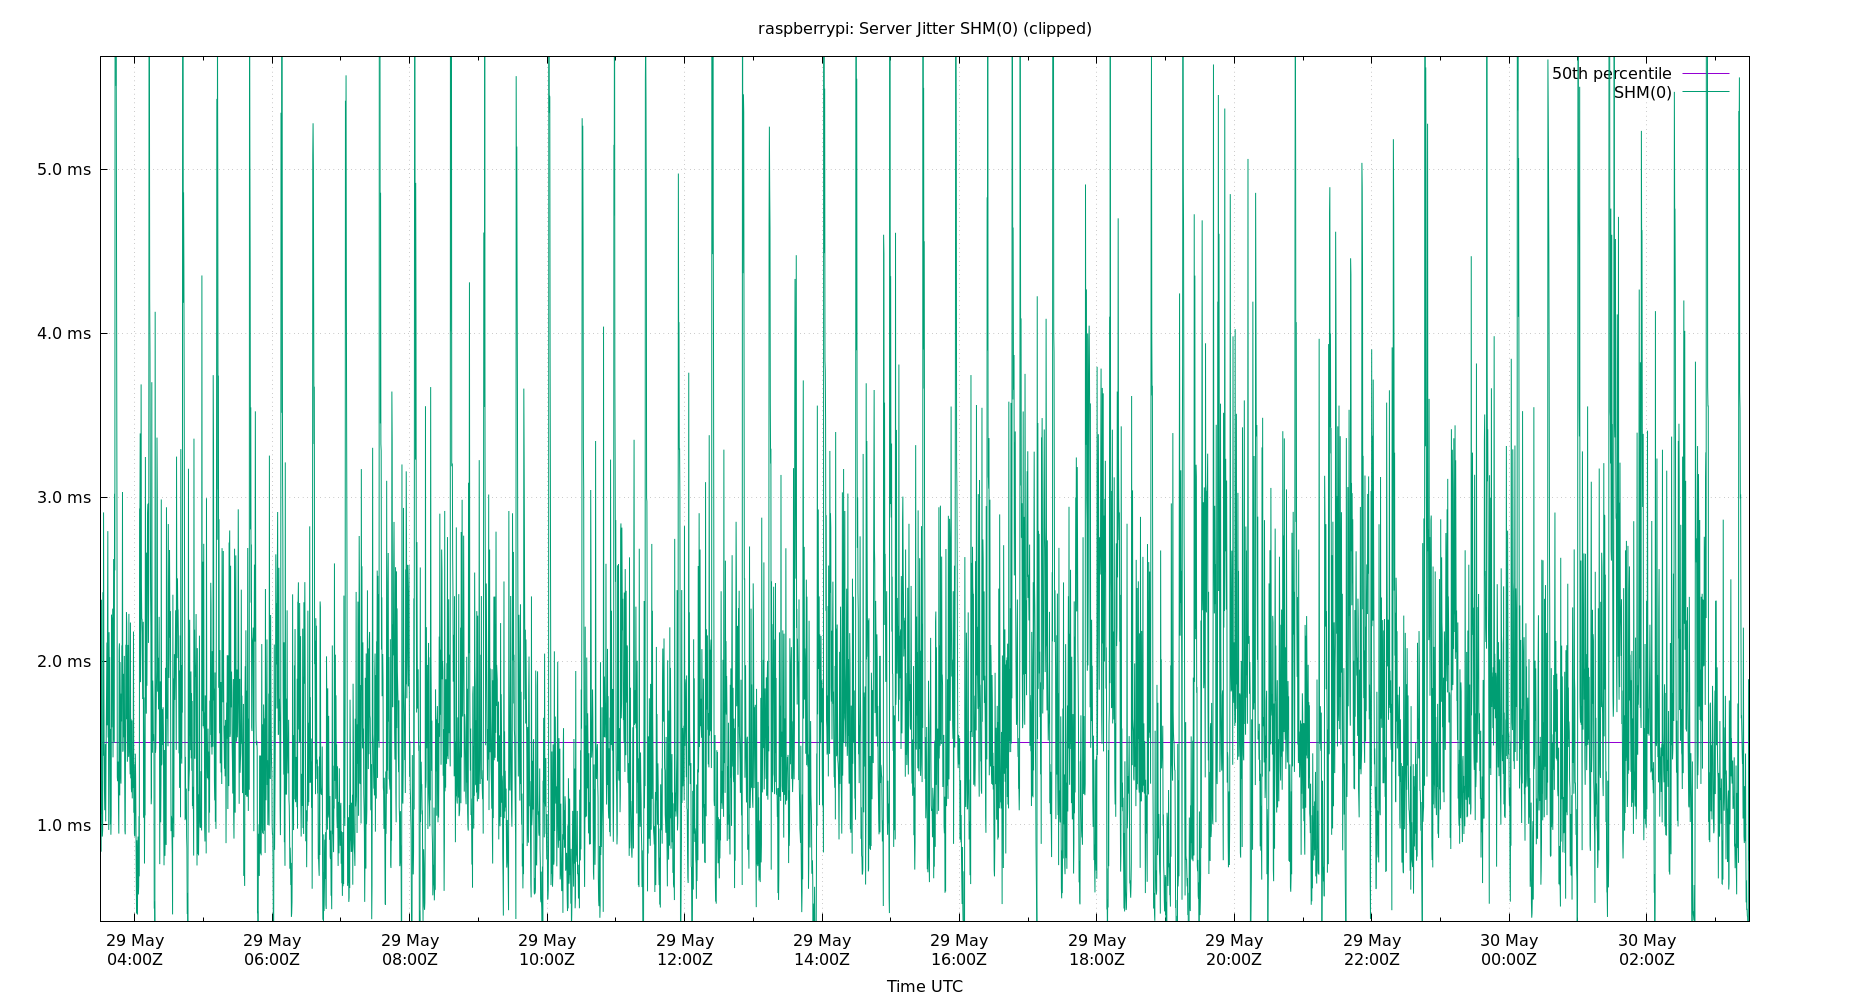 raspberrypi: Server Jitter SHM(0) (clipped)
50th percentile
SHM(0)
5.0 ms
4.0 ms
3.0 ms
2.0 ms
1.0 ms
29 May 29 May 29 May 29 May 29 May 29 May 29 May 29 May 29 May 29 May 30 May 30 May
04:00Z 06:00Z 08:00Z 10:00Z 12:00Z 14:00Z 16:00Z 18:00Z 20:00Z 22:00Z 00:00Z 02:00Z
Time UTC